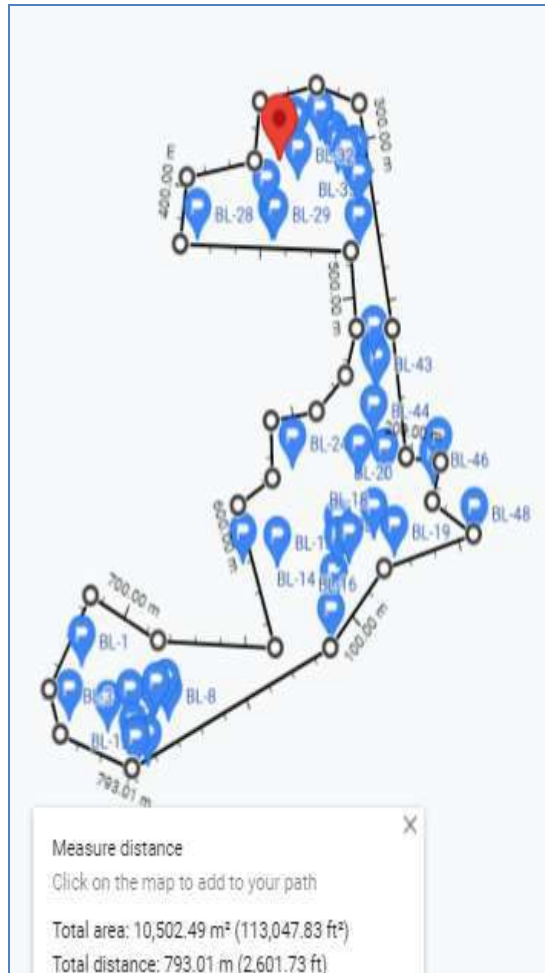 300.00 m
BL-32
400.00 m
BL-28
BL-29
500.00 m
BL-43
BL-44
200.00 m
BL-24
BL-20
BL-46
BL-18
BL-48
600.00 m
BL-19
BL-14
BL-16
100.00 m
700.00 m
BL-1
BL-8
793.01 m
Measure distance
Click on the map to add to your path
Total area: 10,502.49 m² (113,047.83 ft²)
Total distance: 793.01 m (2,601.73 ft)